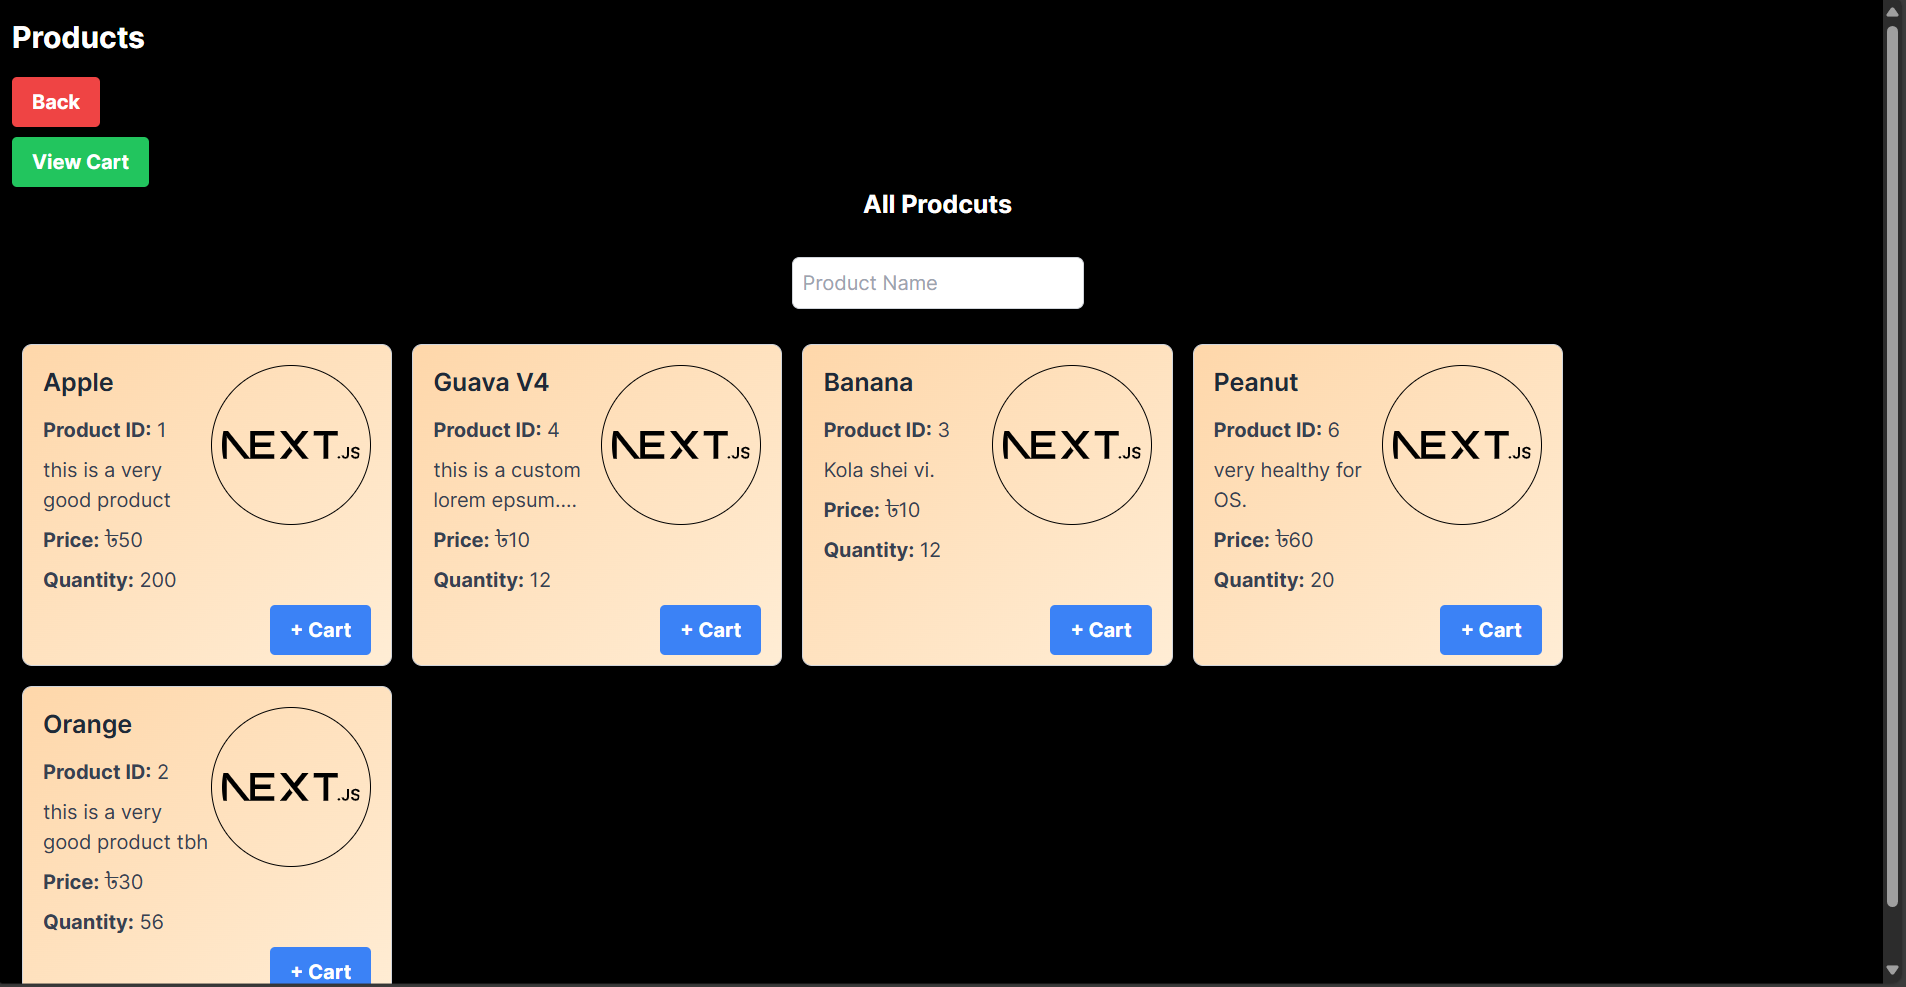 Products
Back
View Cart
All Prodcuts
Product Name
Apple
Product ID: 1
this is a very
good product
Price: ৳50
Quantity: 200
NEXT.JS
+ Cart
Guava V4
Product ID: 4
this is a custom
lorem epsum....
Price: ৳10
Quantity: 12
NEXT.JS
+ Cart
Banana
Product ID: 3
Kola shei vi.
Price: ৳10
Quantity: 12
NEXT.JS
+ Cart
Peanut
Product ID: 6
very healthy for
OS.
Price: ৳60
Quantity: 20
NEXT.JS
+ Cart
Orange
Product ID: 2
this is a very
good product tbh
Price: ৳30
Quantity: 56
NEXT.JS
+ Cart